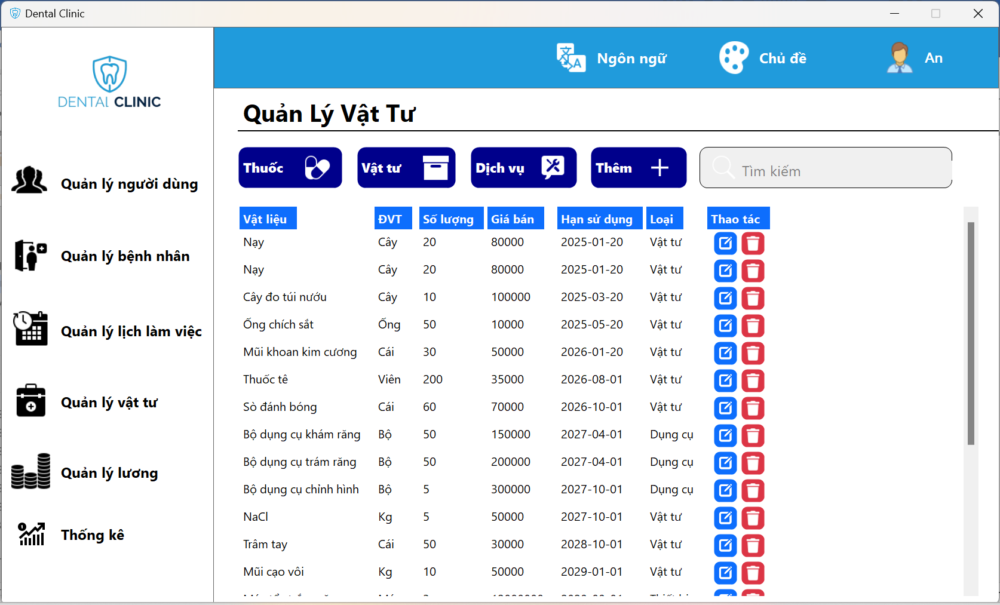 Dental Clinic
DENTAL CLINIC
Ngôn ngữ
Chủ đề
An
Quản Lý Vật Tư
Thuốc
Vật tư
Dịch vụ
Thêm
Tìm kiếm
Quản lý người dùng
Quản lý bệnh nhân
Quản lý lịch làm việc
Quản lý vật tư
Quản lý lương
Thống kê
Vật liệu ĐVT Số lượng Giá bán Hạn sử dụng Loại Thao tác
Nạy Cây 20 80000 2025-01-20 Vật tư
Nạy Cây 20 80000 2025-01-20 Vật tư
Cây đo túi nướu Cây 10 100000 2025-03-20 Vật tư
Ống chích sắt Ống 50 10000 2025-05-20 Vật tư
Mũi khoan kim cương Cái 30 50000 2026-01-20 Vật tư
Thuốc tê Viên 200 35000 2026-08-01 Vật tư
Sò đánh bóng Cái 60 70000 2026-10-01 Vật tư
Bộ dụng cụ khám răng Bộ 50 150000 2027-04-01 Dụng cụ
Bộ dụng cụ trám răng Bộ 50 200000 2027-04-01 Dụng cụ
Bộ dụng cụ chỉnh hình Bộ 5 300000 2027-10-01 Dụng cụ
NaCl Kg 5 50000 2027-10-01 Vật tư
Trâm tay Cái 50 30000 2028-10-01 Vật tư
Mũi cạo vôi Kg 10 50000 2029-01-01 Vật tư